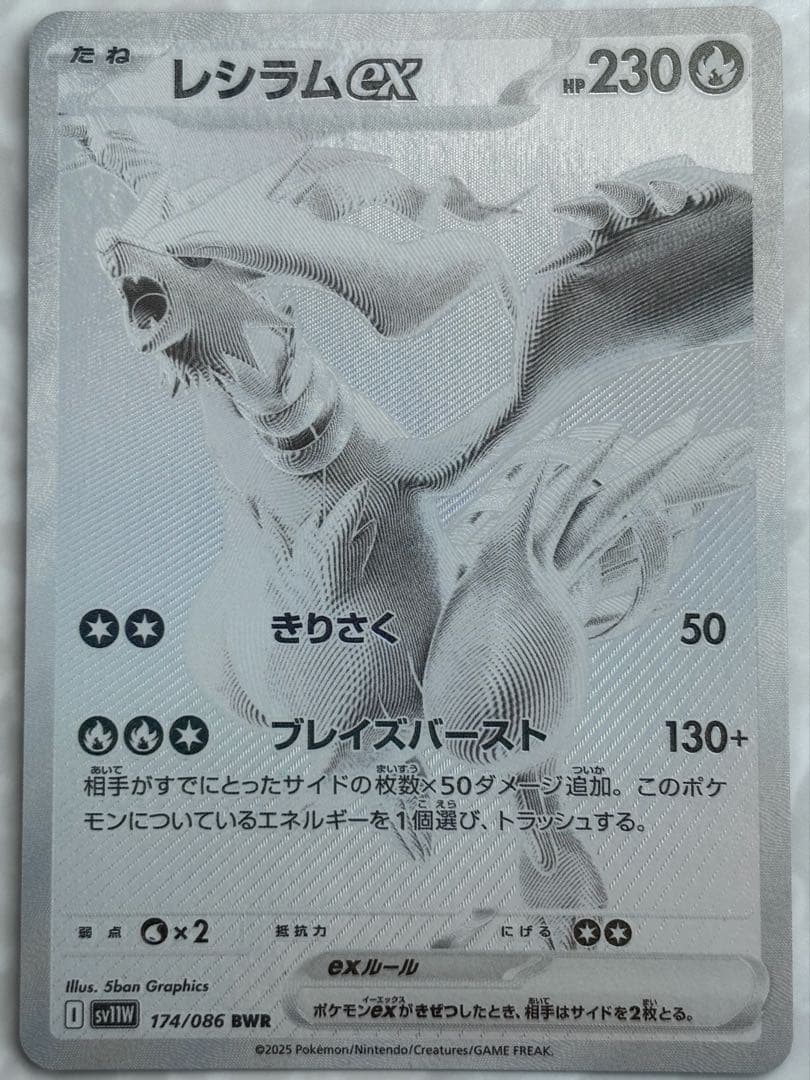 たね レシラムex HP230
きりさく 50
ブレイズバースト 130+
相手がすでにとったサイドの枚数×50ダメージ追加。このポケ
モンについているエネルギーを1個選び、トラッシュする。
弱点 ×2 抵抗力 にげる
exルール
ポケモンexがきぜつしたとき、相手はサイドを2枚とる。
Illus. 5ban Graphics
I sv11W 174/086 BWR
©2025 Pokémon/Nintendo/Creatures/GAME FREAK.